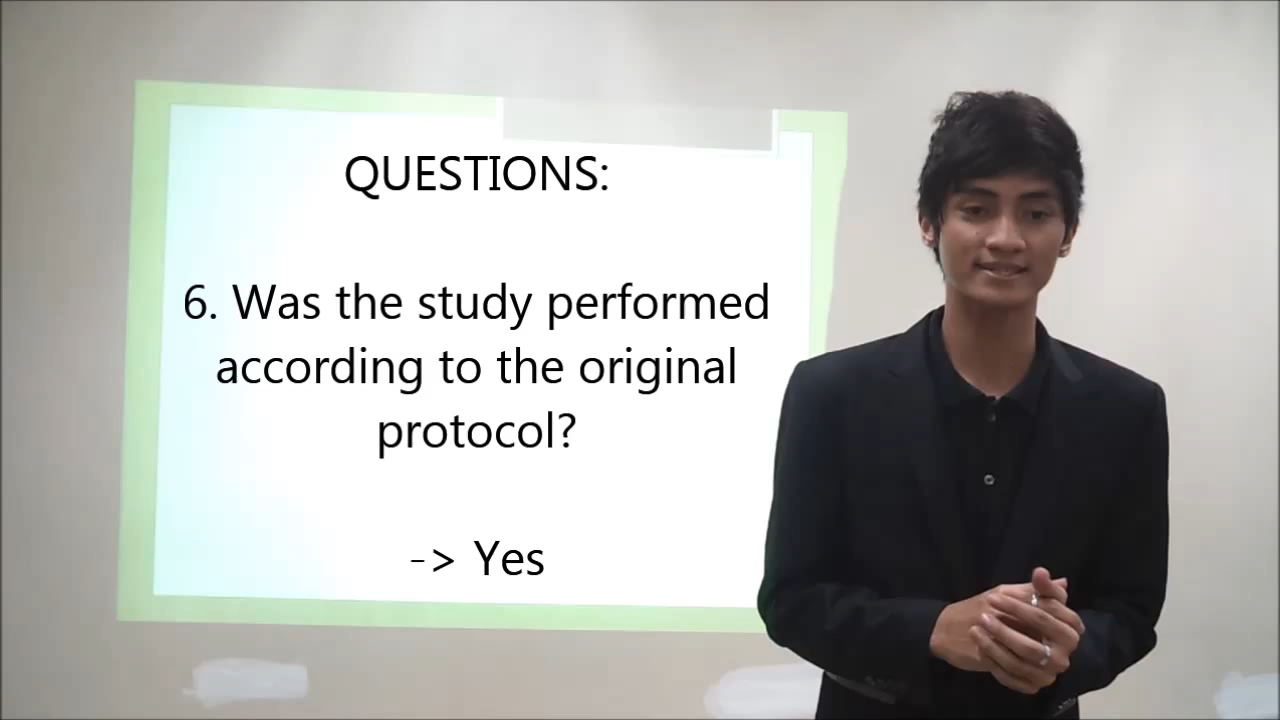 QUESTIONS:
6. Was the study performed
according to the original
protocol?
-> Yes